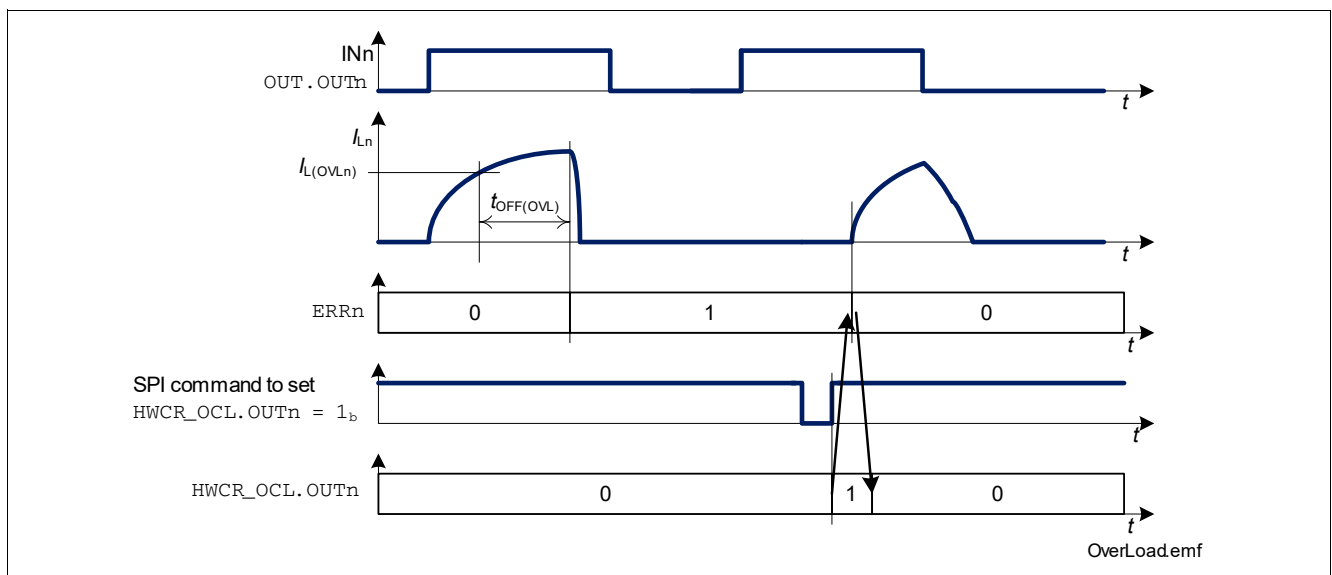 INn
OUT.OUTn
t
ILn
IL(OVLn)
tOFF(OVL)
t
ERRn
0
1
0
t
SPI command to set
HWCR_OCL.OUTn = 1b
t
HWCR_OCL.OUTn
0
1
0
t
OverLoad.emf